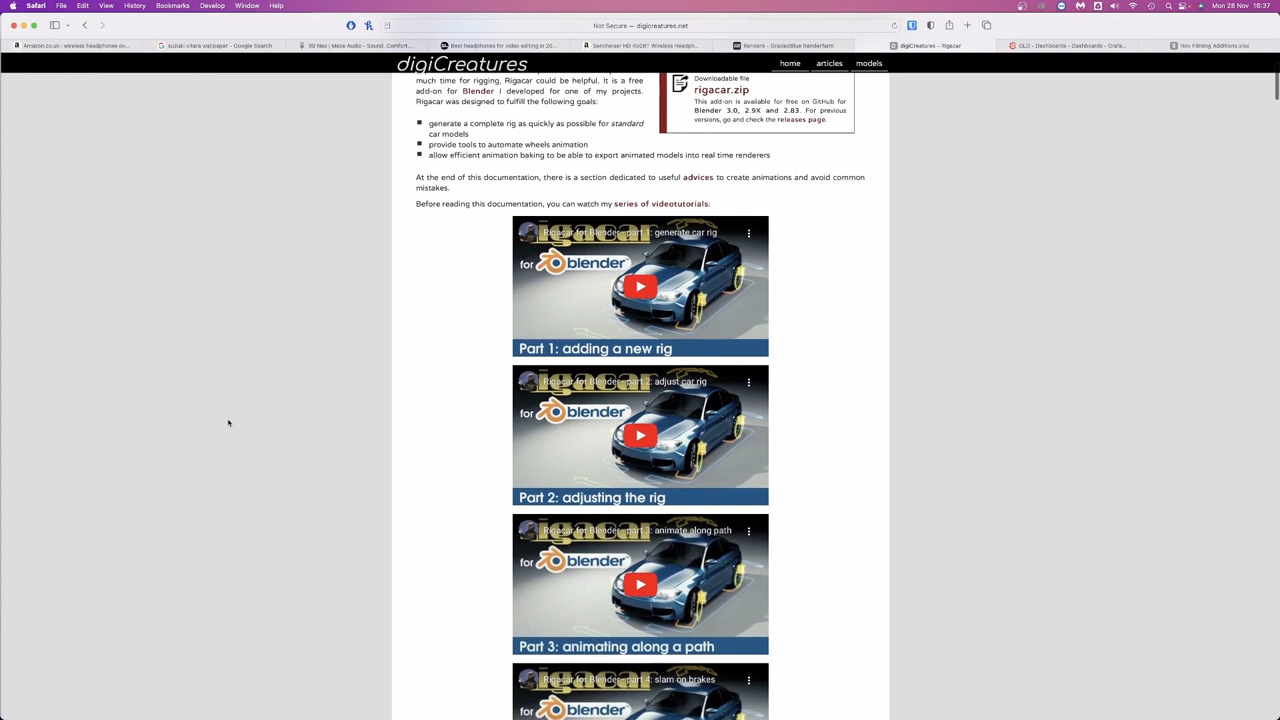 Safari File Edit View History Bookmarks Develop Window Help Mon 28 Nov 16:37
Not Secure — digicreatures.net
Amazon.co.uk : wireless headphones ov...
suzuki vitara wallpaper - Google Search
99 Neo | Meze Audio - Sound. Comfort...
Best headphones for video editing in 20...
Sennheiser HD 450BT Wireless Headph...
Renders - GradedBlue Renderfarm
digiCreatures - Rigacar
OLD - Dashboards - Dashboards - Grafa...
Nov Filming Additions.xlsx
digiCreatures
home articles models
much time for rigging, Rigacar could be helpful. It is a free
add-on for Blender I developed for one of my projects.
Rigacar was designed to fulfill the following goals:
Downloadable file
rigacar.zip
This add-on is available for free on GitHub for
Blender 3.0, 2.9X and 2.83. For previous
versions, go and check the releases page.
generate a complete rig as quickly as possible for standard
car models
provide tools to automate wheels animation
allow efficient animation baking to be able to export animated models into real time renderers
At the end of this documentation, there is a section dedicated to useful advices to create animations and avoid common
mistakes.
Before reading this documentation, you can watch my series of videotutorials:
Rigacar for Blender - part 1: generate car rig
igacar
for blender
Part 1: adding a new rig
Rigacar for Blender - part 2: adjust car rig
igacar
for blender
Part 2: adjusting the rig
Rigacar for Blender - part 3: animate along path
igacar
for blender
Part 3: animating along a path
Rigacar for Blender - part 4: slam on brakes
igacar
for blender